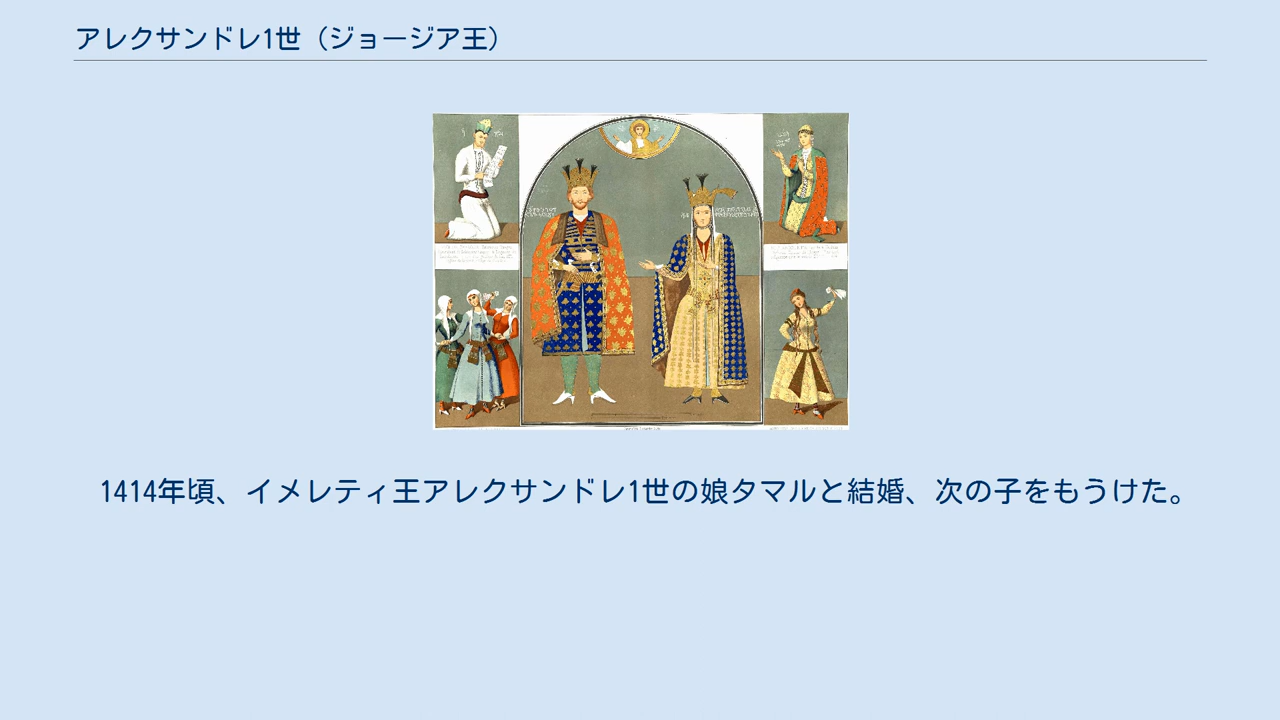 アレクサンドレ1世（ジョージア王）
1414年頃、イメレティ王アレクサンドレ1世の娘タマルと結婚、次の子をもうけた。